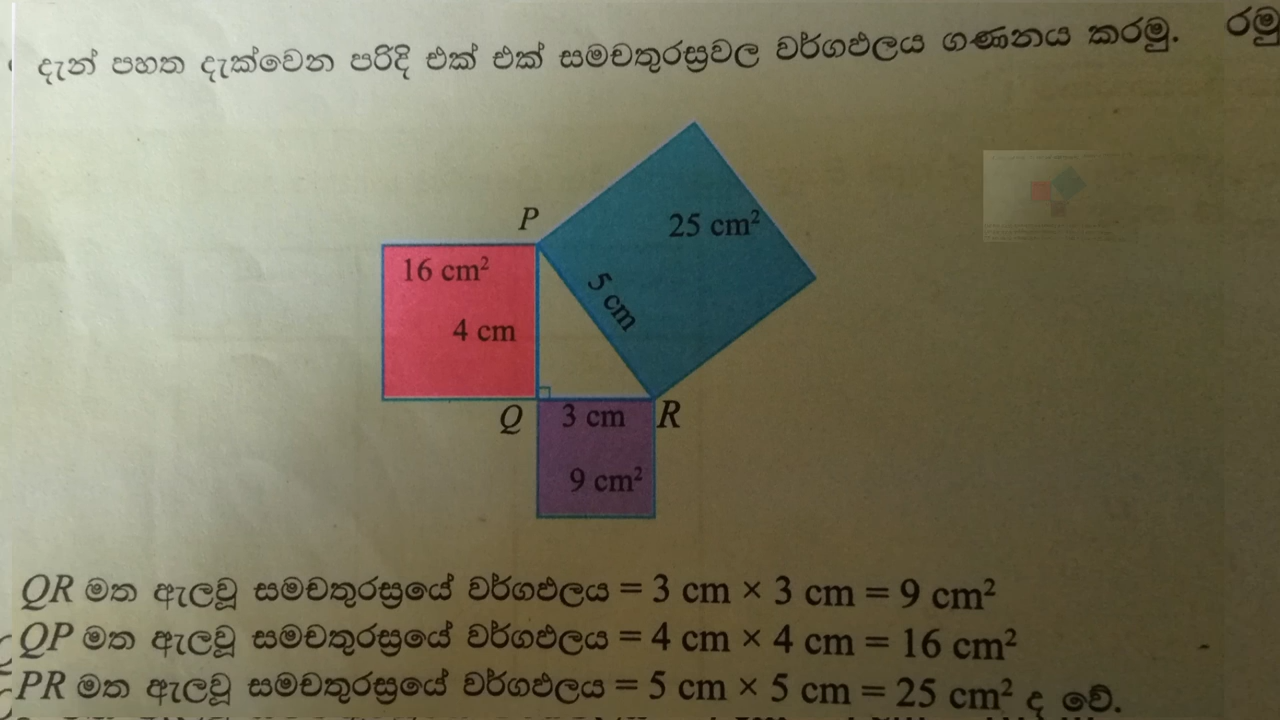 දැන් පහත දැක්වෙන පරිදි එක් එක් සමචතුරස්‍රවල වර්ගඵලය ගණනය කරමු. රමු
P
25 cm²
16 cm²
5 cm
4 cm
Q
3 cm
R
9 cm²
QR මත ඇලවූ සමචතුරස්‍රයේ වර්ගඵලය = 3 cm × 3 cm = 9 cm²
QP මත ඇලවූ සමචතුරස්‍රයේ වර්ගඵලය = 4 cm × 4 cm = 16 cm²
PR මත ඇලවූ සමචතුරස්‍රයේ වර්ගඵලය = 5 cm × 5 cm = 25 cm² ද වේ.